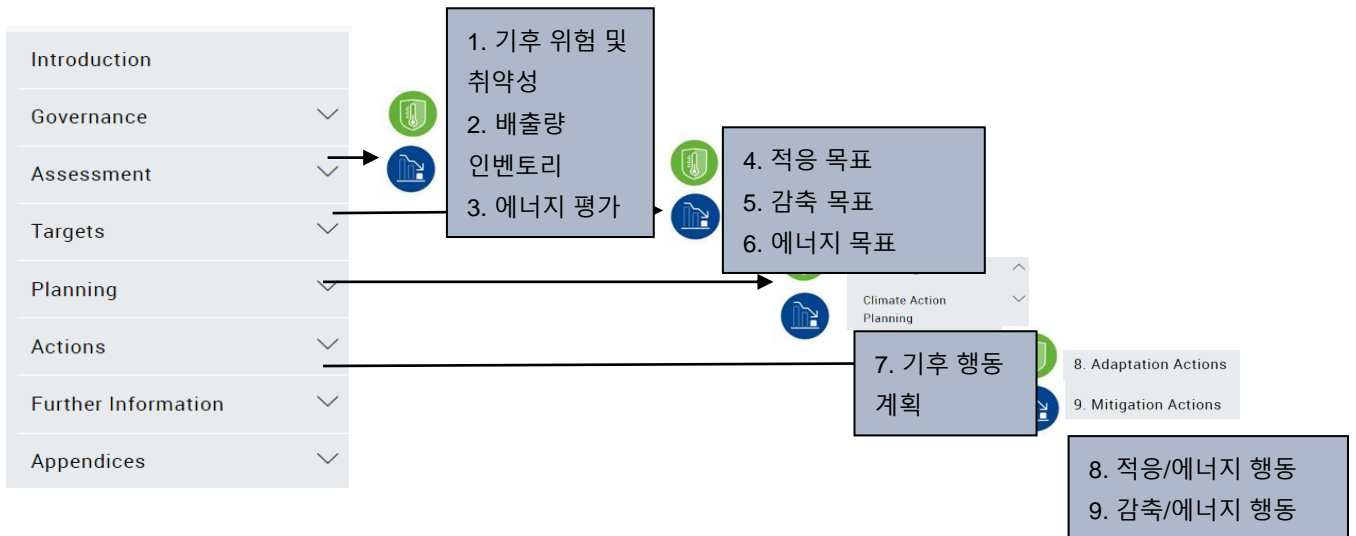 Introduction
Governance
Assessment
Targets
Planning
Actions
Further Information
Appendices
1. 기후 위험 및
취약성
2. 배출량
인벤토리
3. 에너지 평가
4. 적응 목표
5. 감축 목표
6. 에너지 목표
Climate Action
Planning
7. 기후 행동
계획
8. Adaptation Actions
9. Mitigation Actions
8. 적응/에너지 행동
9. 감축/에너지 행동